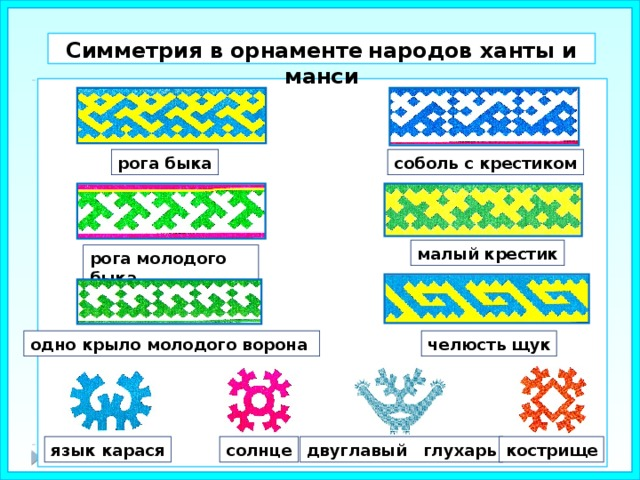 Симметрия в орнаменте народов ханты и
манси
рога быка
соболь с крестиком
рога молодого
быка
малый крестик
одно крыло молодого ворона
челюсть щук
язык карася
солнце
двуглавый глухарь
кострище